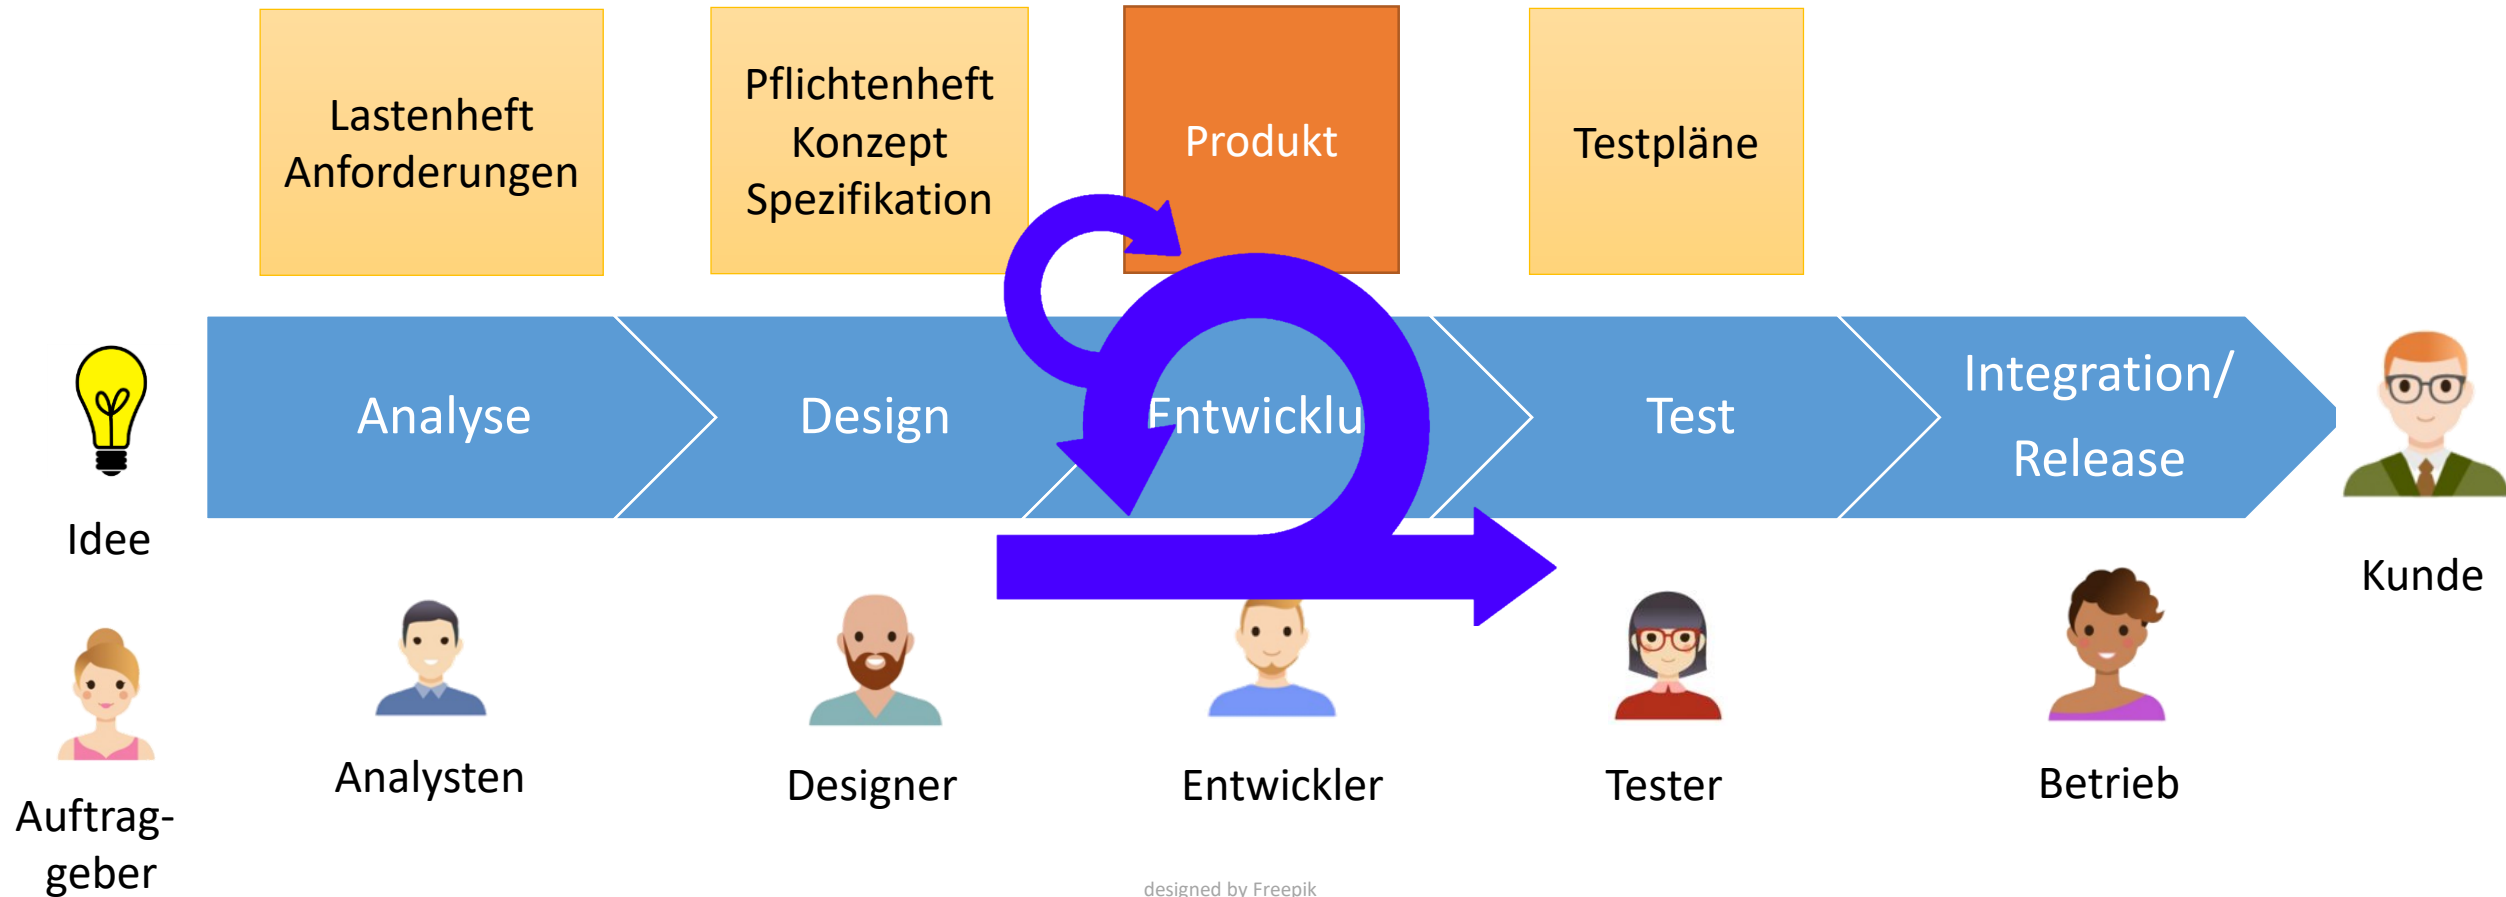 Lastenheft
Anforderungen
Pflichtenheft
Konzept
Spezifikation
Produkt
Testpläne
Analyse
Design
Entwicklu
Test
Integration/
Release
Idee
Kunde
Auftrag-
geber
Analysten
Designer
Entwickler
Tester
Betrieb
designed by Freepik